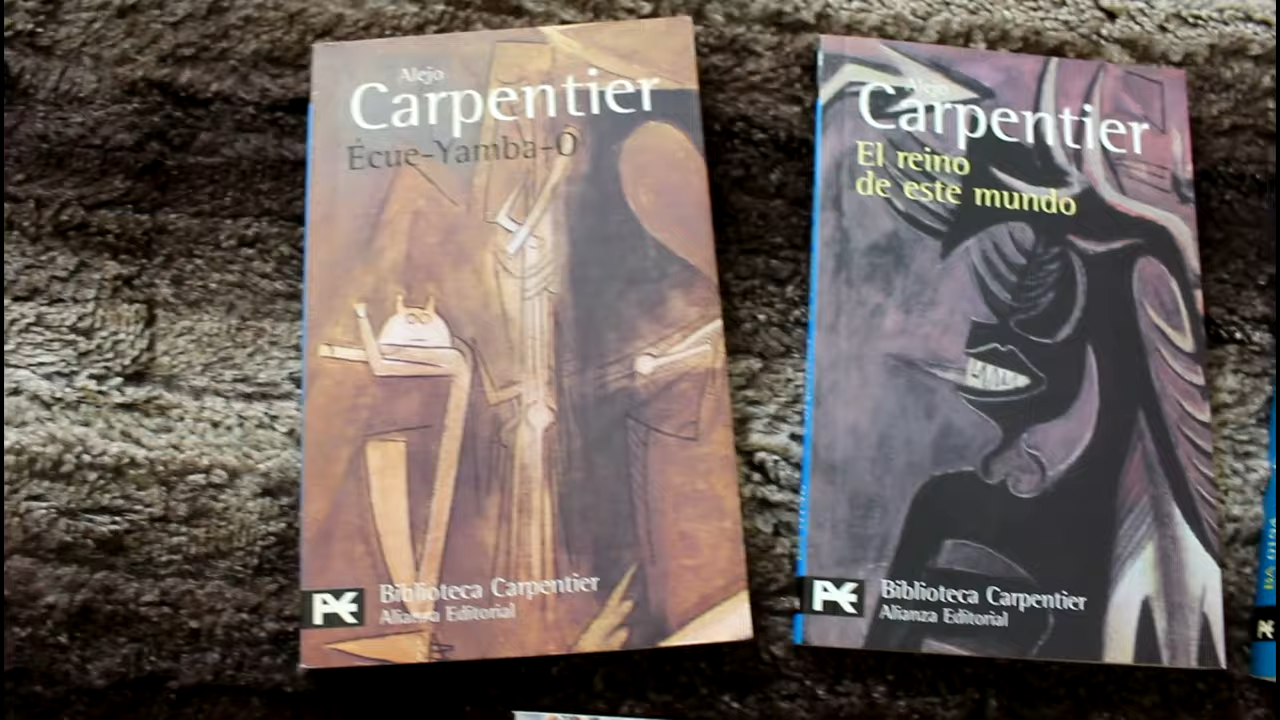 Alejo
Carpentier
Écue-Yamba-Ó
Biblioteca Carpentier
Alianza Editorial
Alejo
Carpentier
El reino
de este mundo
Biblioteca Carpentier
Alianza Editorial